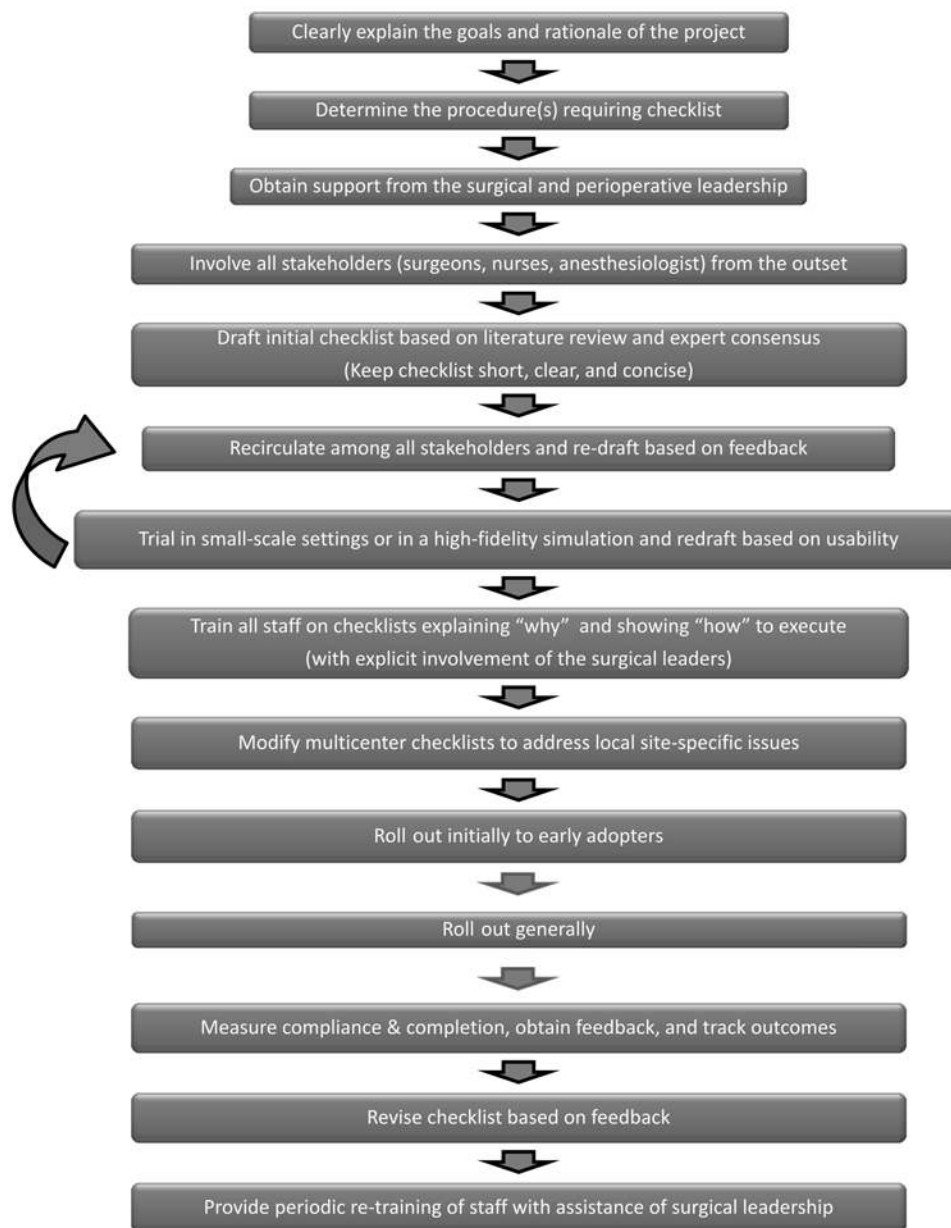 Clearly explain the goals and rationale of the project
Determine the procedure(s) requiring checklist
Obtain support from the surgical and perioperative leadership
Involve all stakeholders (surgeons, nurses, anesthesiologist) from the outset
Draft initial checklist based on literature review and expert consensus
(Keep checklist short, clear, and concise)
Recirculate among all stakeholders and re-draft based on feedback
Trial in small-scale settings or in a high-fidelity simulation and redraft based on usability
Train all staff on checklists explaining “why” and showing “how” to execute
(with explicit involvement of the surgical leaders)
Modify multicenter checklists to address local site-specific issues
Roll out initially to early adopters
Roll out generally
Measure compliance & completion, obtain feedback, and track outcomes
Revise checklist based on feedback
Provide periodic re-training of staff with assistance of surgical leadership